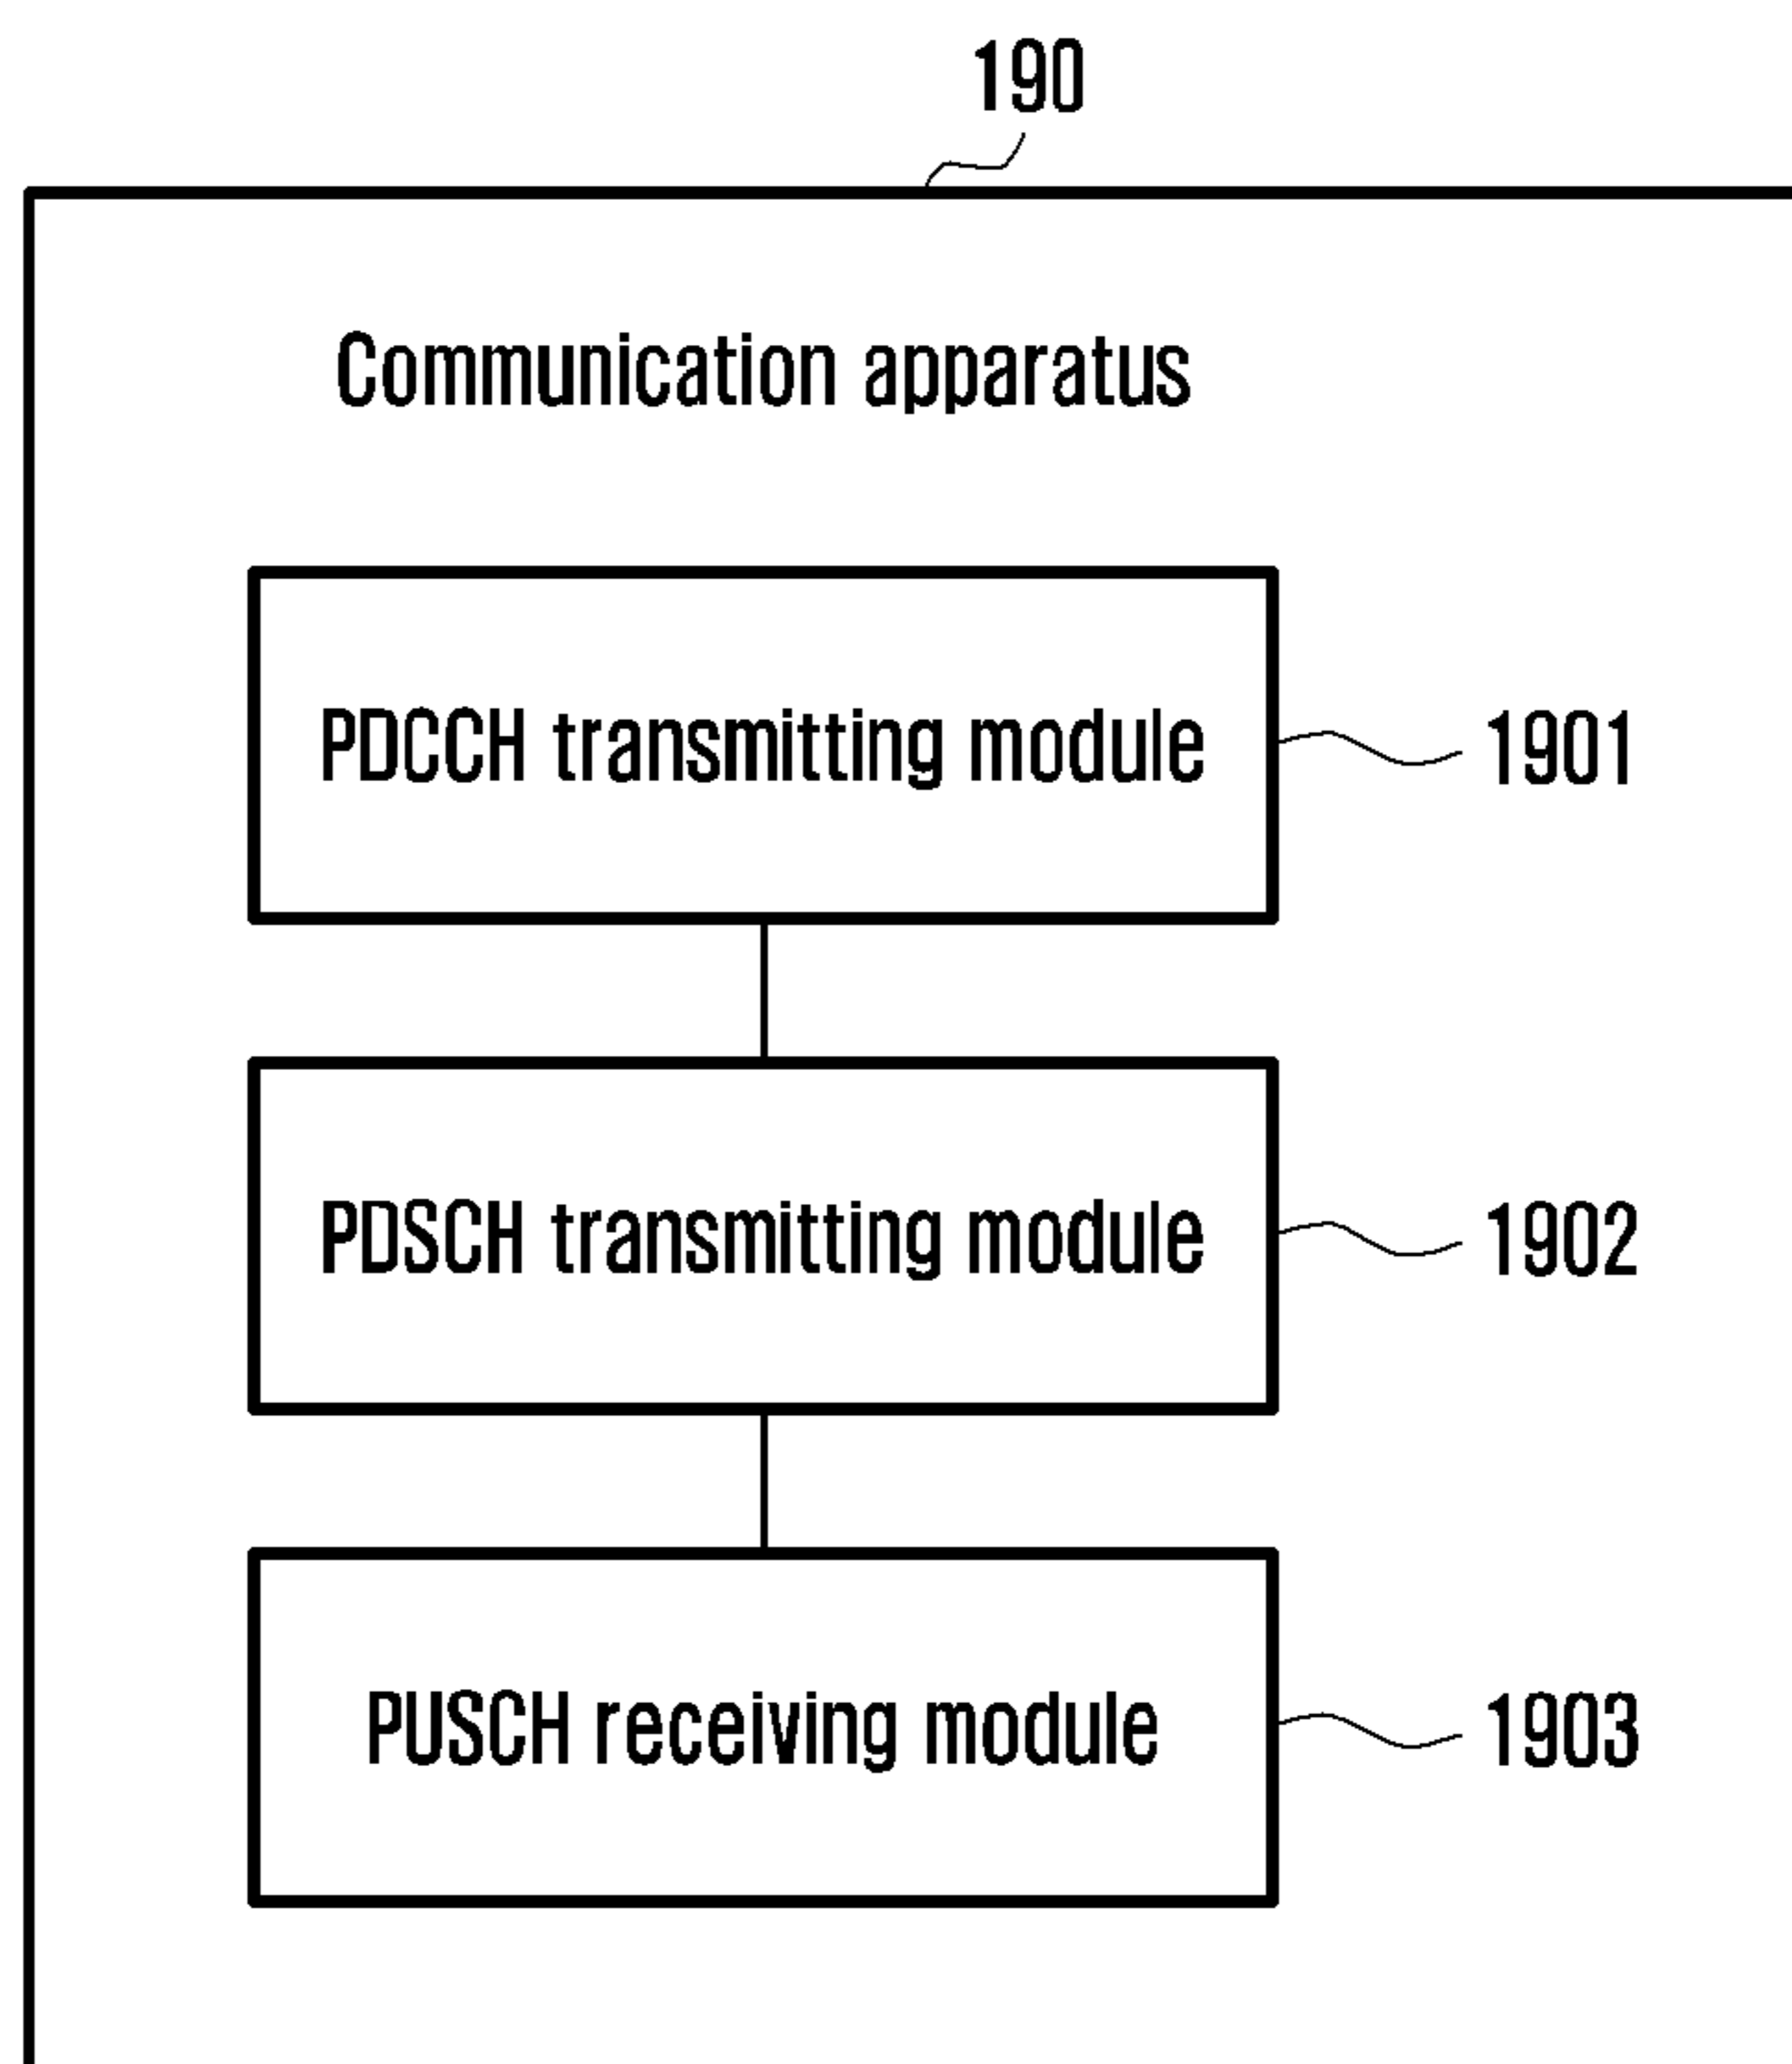 190
Communication apparatus
PDCCH transmitting module
1901
PDSCH transmitting module
1902
PUSCH receiving module
1903